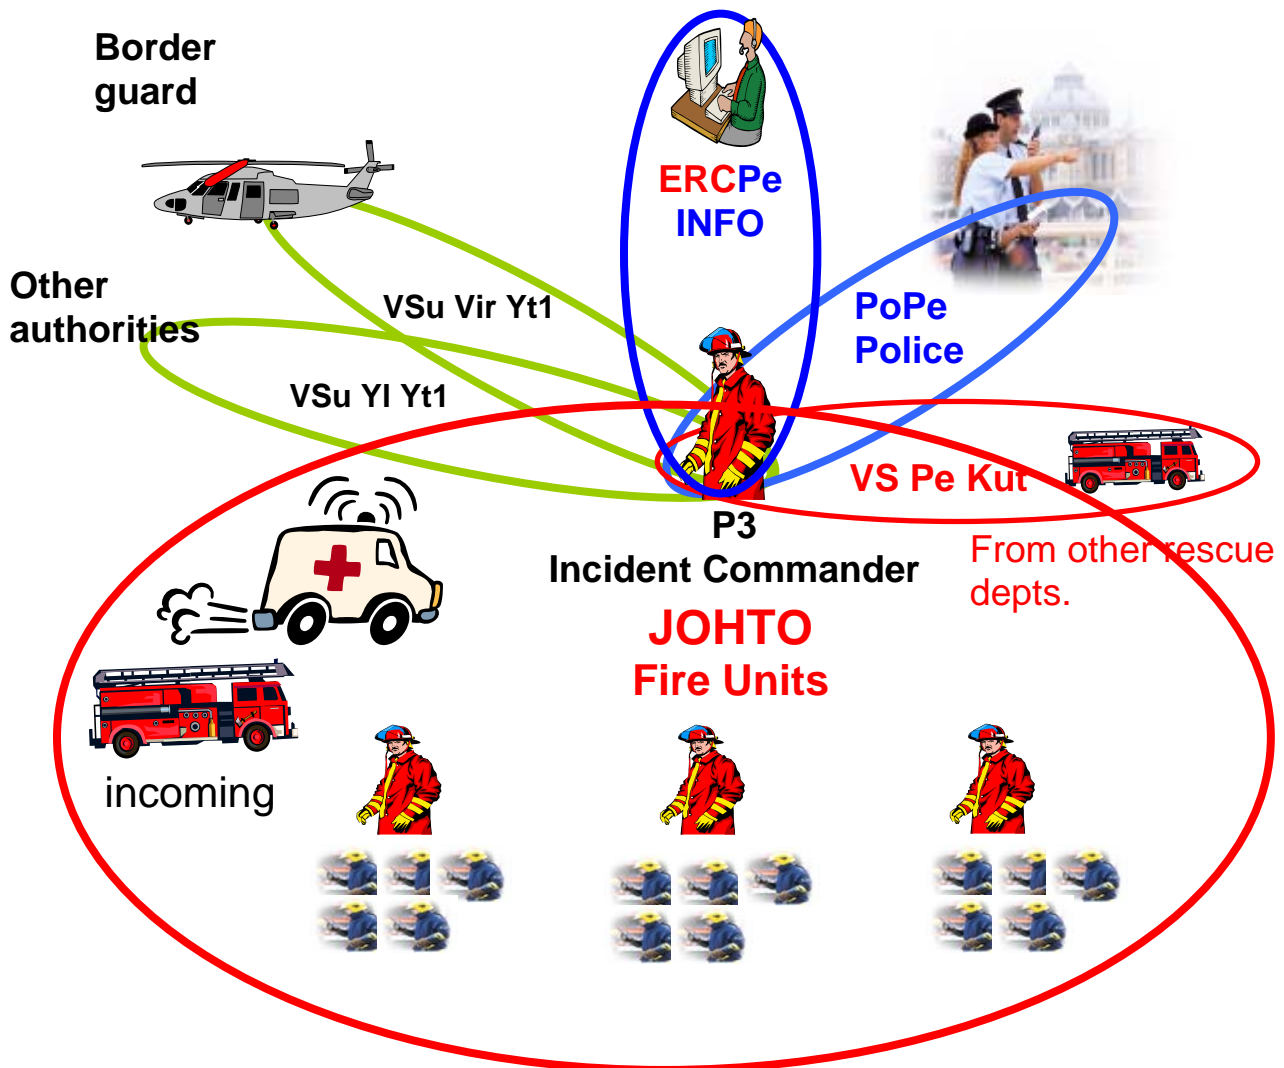 Border
guard
ERCPe
INFO
Other
authorities
VSu Vir Yt1
PoPe
Police
VSu Yl Yt1
VS Pe Kut
P3
Incident Commander
From other rescue
depts.
JOHTO
Fire Units
incoming